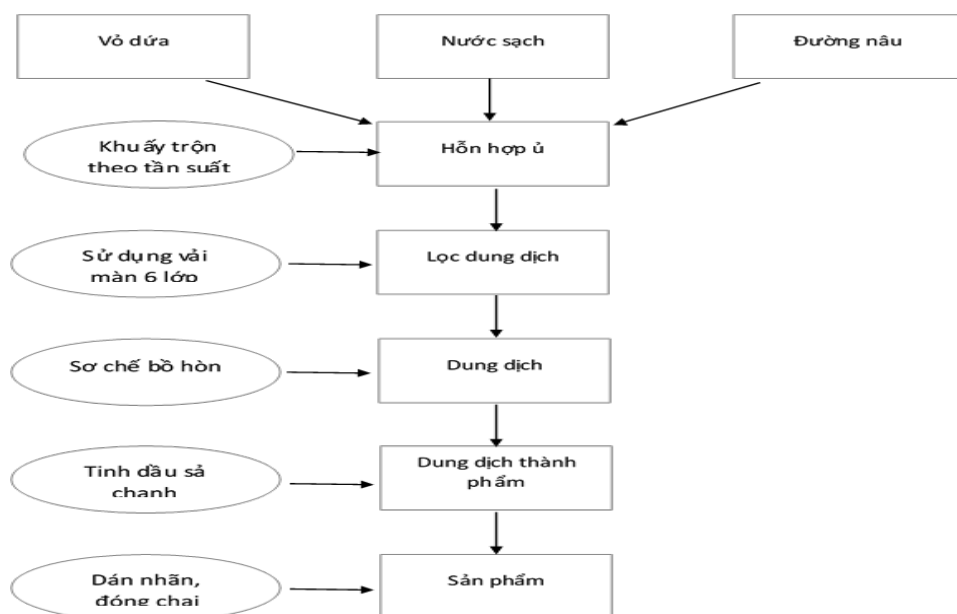 Vỏ dứa
Nước sạch
Đường nâu
Khuấy trộn
theo tần suất
Hỗn hợp ủ
Sử dụng vải
màn 6 lớp
Lọc dung dịch
Sơ chế bồ hòn
Dung dịch
Tinh dầu sả
chanh
Dung dịch thành
phẩm
Dán nhãn,
đóng chai
Sản phẩm